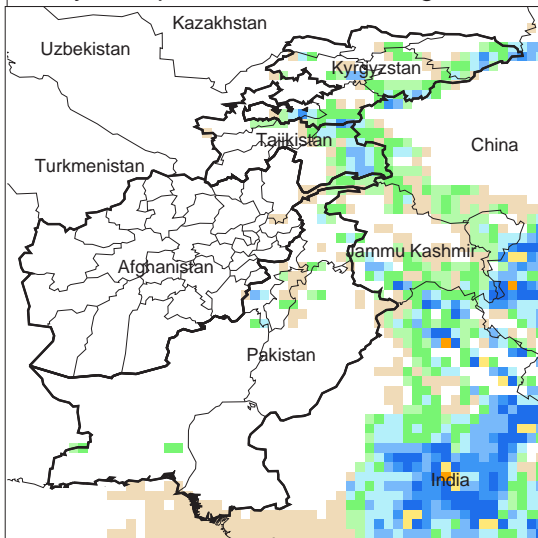 Kazakhstan
Uzbekistan
Kyrgyzstan
Tajikistan
China
Turkmenistan
Jammu Kashmir
Afghanistan
Pakistan
India